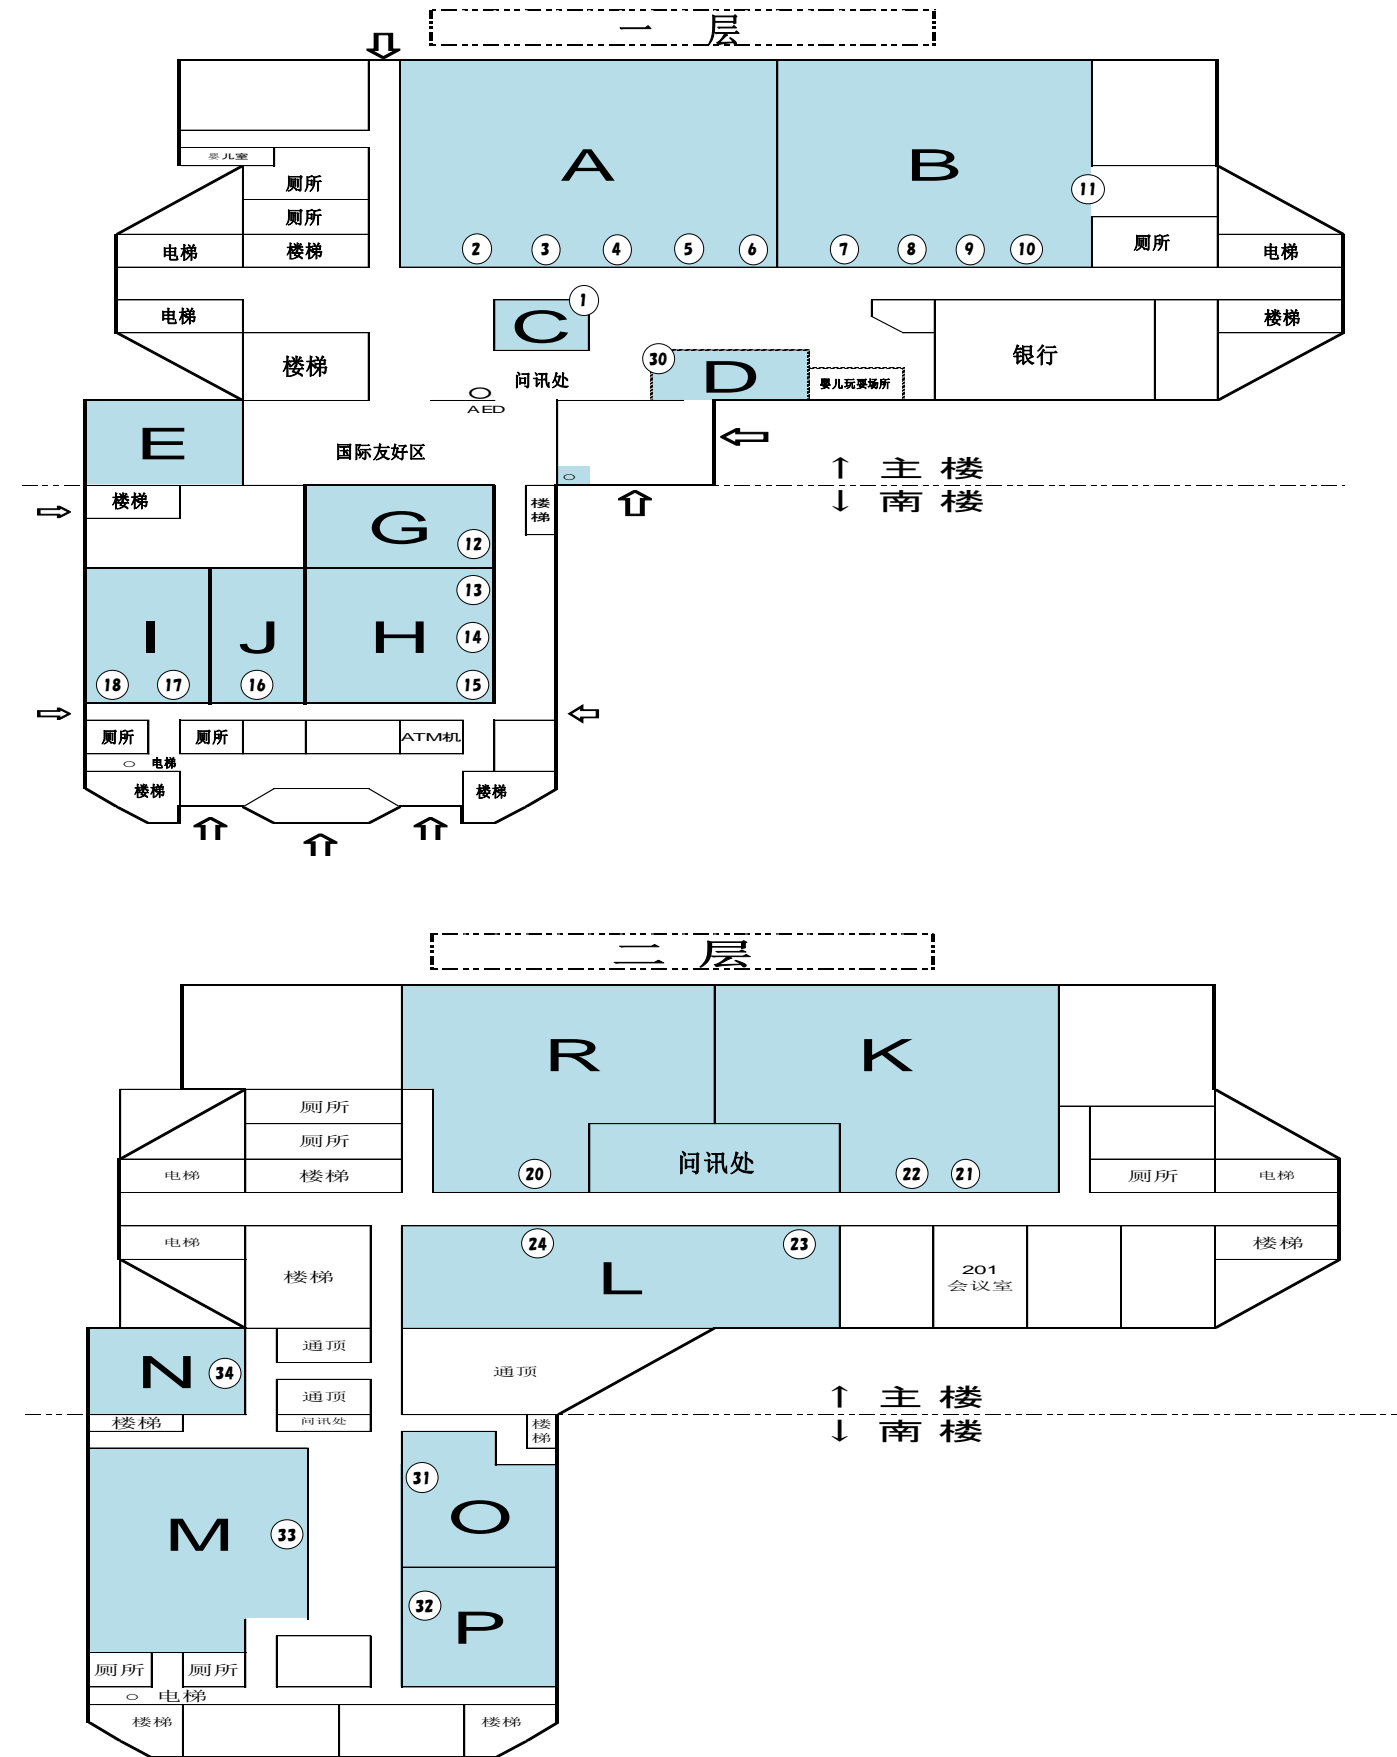 一 层
婴儿室
A
B
厕所
11
厕所
2
3
4
5
6
7
8
9
10
厕所
电梯
楼梯
电梯
1
电梯
C
楼梯
楼梯
30
D
银行
问讯处
婴儿玩耍场所
AED
E
国际友好区
↑ 主 楼
楼梯
楼梯
↓ 南 楼
G
12
13
I
J
H
14
18
17
16
15
厕所
厕所
ATM机
电梯
楼梯
楼梯
二 层
R
K
厕所
厕所
问讯处
电梯
楼梯
20
22
21
厕所
电梯
电梯
24
23
楼梯
楼梯
L
201
会议室
通顶
N
34
通顶
通顶
↑ 主 楼
楼梯
问讯处
楼梯
↓ 南 楼
31
O
M
33
32
P
厕所
厕所
电梯
楼梯
楼梯